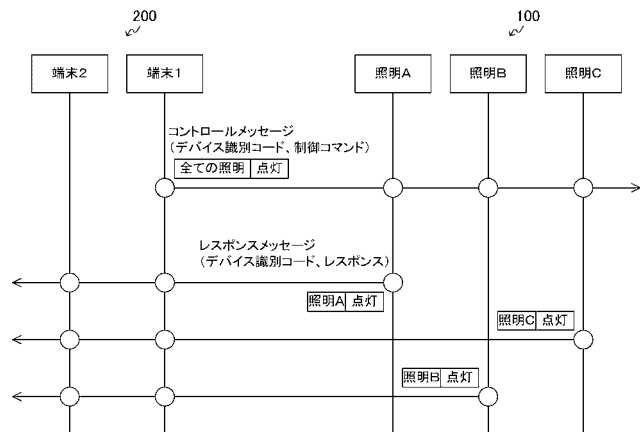 200
100
端末2
端末1
照明A
照明B
照明C
コントロールメッセージ
(デバイス識別コード、制御コマンド)
全ての照明 点灯
レスポンスメッセージ
(デバイス識別コード、レスポンス)
照明A 点灯
照明C 点灯
照明B 点灯